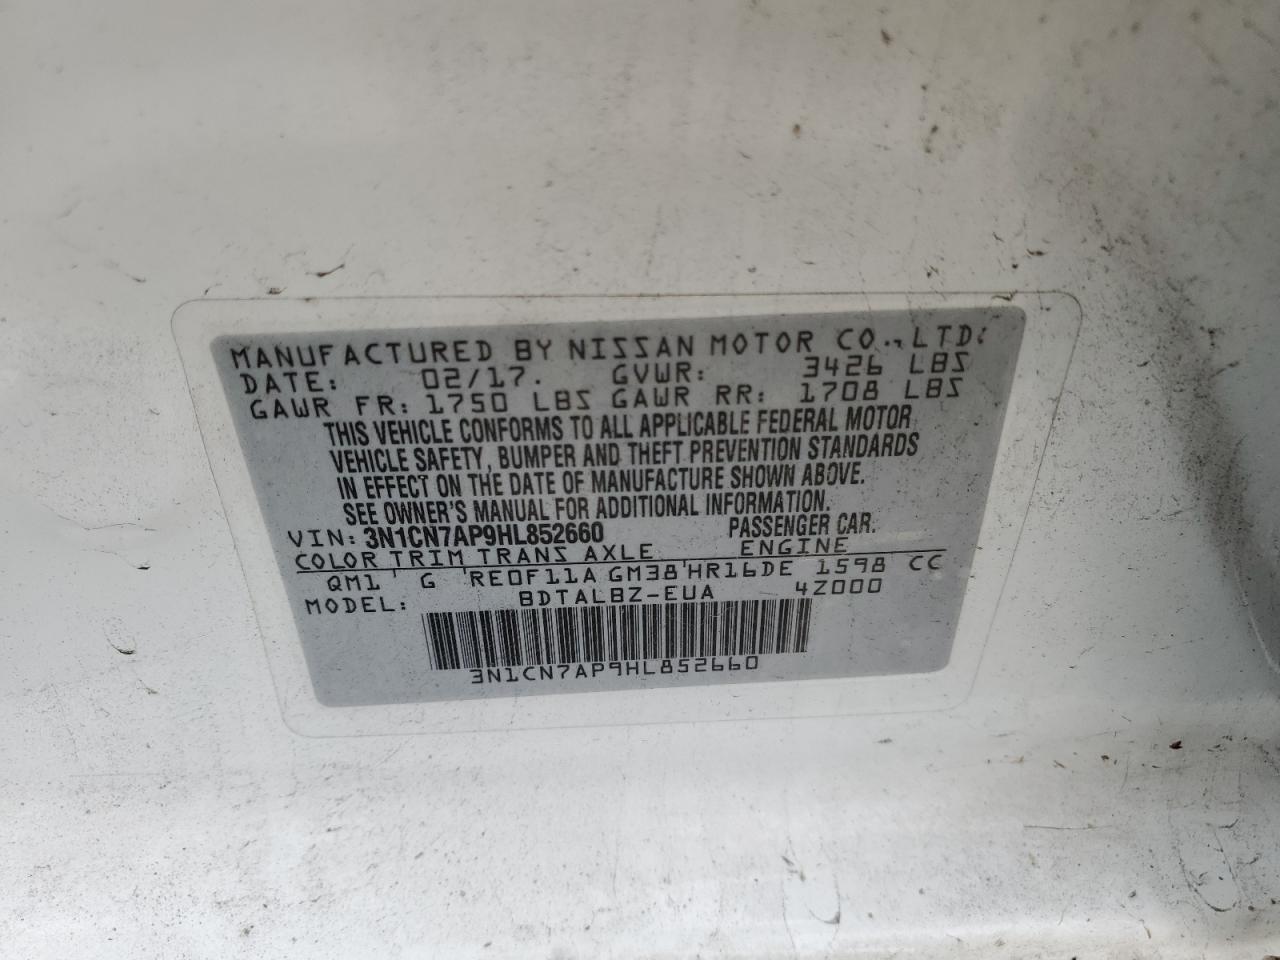 MANUFACTURED BY NISSAN MOTOR CO., LTD.
DATE: 02/17. GVWR: 3426 LBS
GAWR FR: 1750 LBS GAWR RR: 1708 LBS
THIS VEHICLE CONFORMS TO ALL APPLICABLE FEDERAL MOTOR
VEHICLE SAFETY, BUMPER AND THEFT PREVENTION STANDARDS
IN EFFECT ON THE DATE OF MANUFACTURE SHOWN ABOVE.
SEE OWNER'S MANUAL FOR ADDITIONAL INFORMATION.
VIN: 3N1CN7AP9HL852660 PASSENGER CAR.
COLOR TRIM TRANS AXLE ENGINE
QM1 G RE0F11A GM38 HR16DE 1598 CC
MODEL: BDTALBZ-EUA 4Z000
3N1CN7AP9HL852660